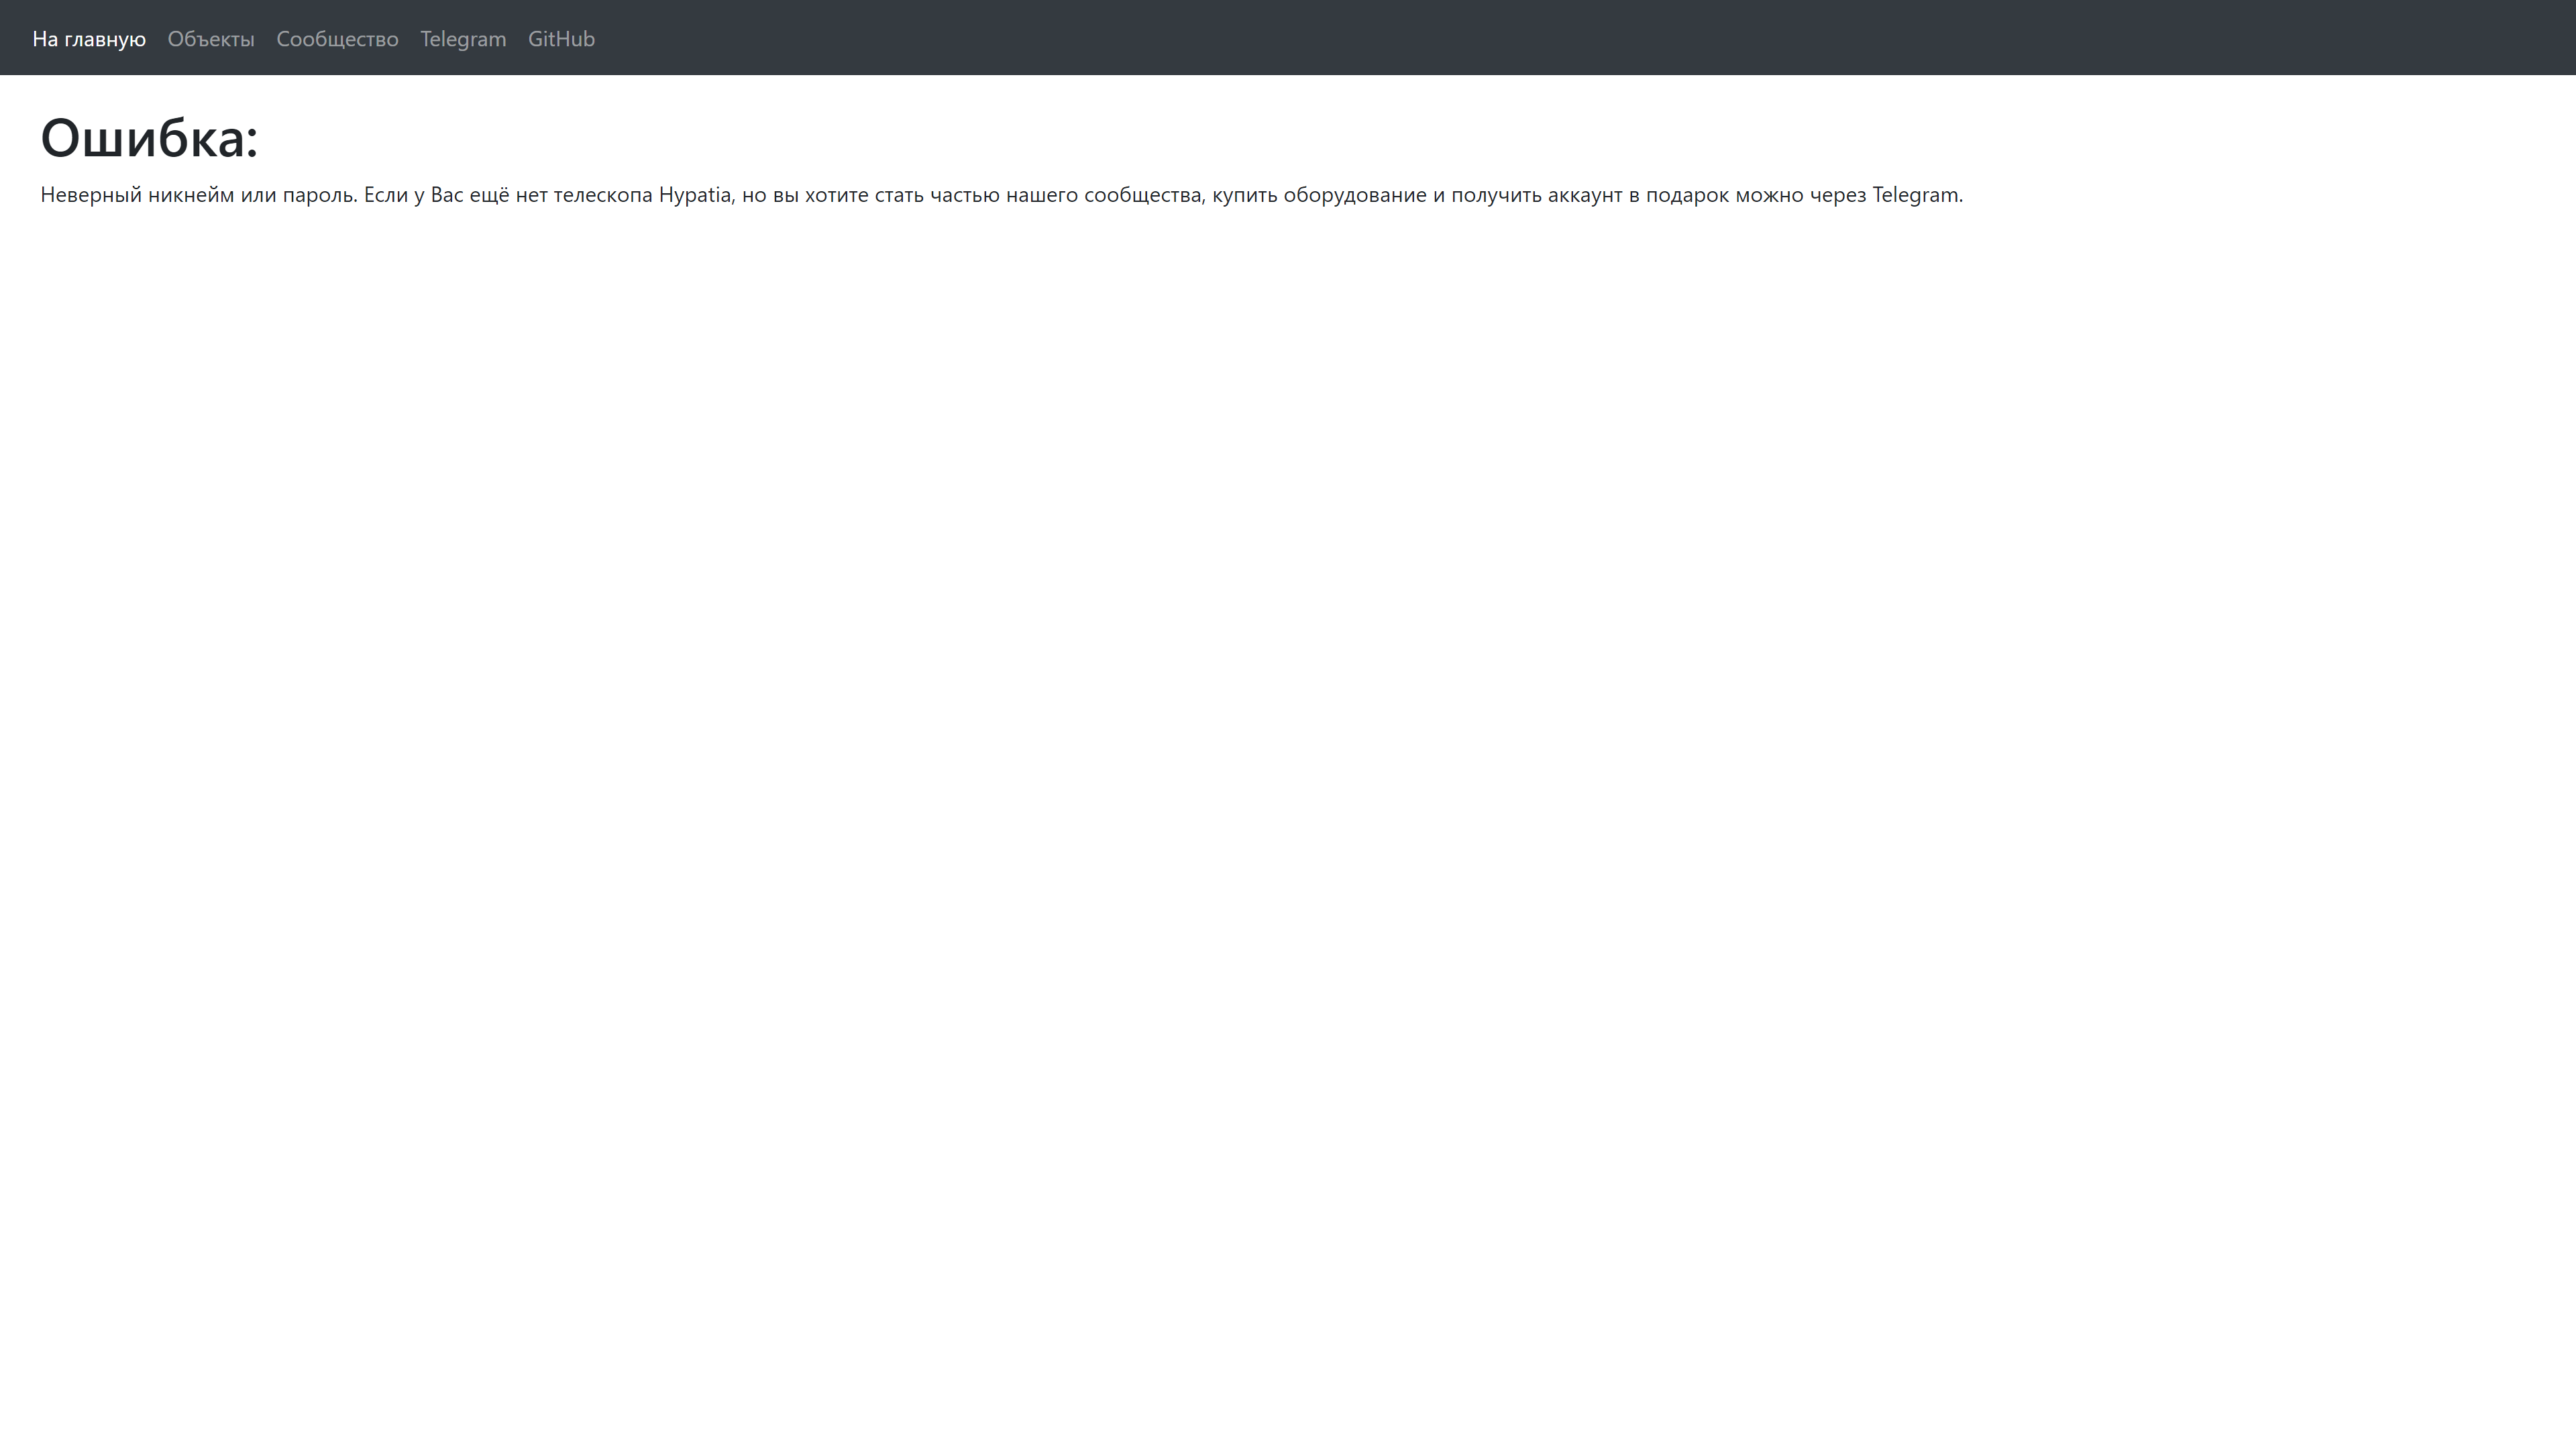 На главную Объекты Сообщество Telegram GitHub
Ошибка:
Неверный никнейм или пароль. Если у Вас ещё нет телескопа Hypatia, но вы хотите стать частью нашего сообщества, купить оборудование и получить аккаунт в подарок можно через Telegram.